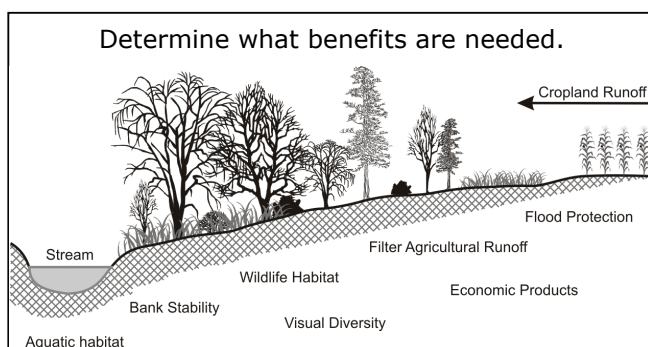 Determine what benefits are needed.
Cropland Runoff
Flood Protection
Stream
Filter Agricultural Runoff
Wildlife Habitat
Economic Products
Bank Stability
Visual Diversity
Aquatic habitat